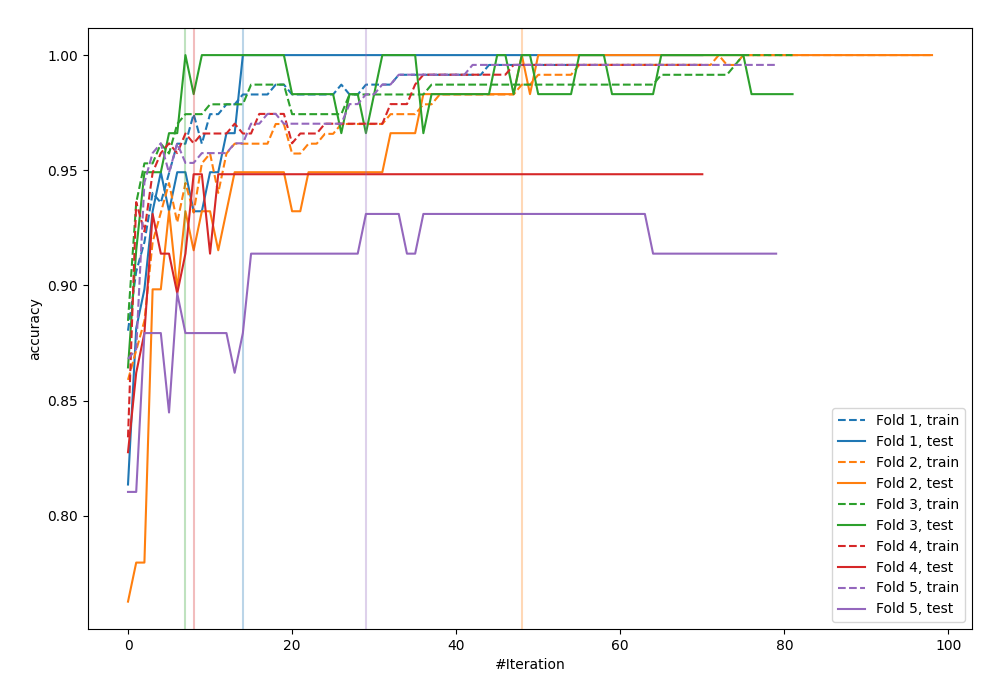 1.00
0.95
0.90
0.85
0.80
accuracy
0
20
40
60
80
100
#Iteration
Fold 1, train
Fold 1, test
Fold 2, train
Fold 2, test
Fold 3, train
Fold 3, test
Fold 4, train
Fold 4, test
Fold 5, train
Fold 5, test